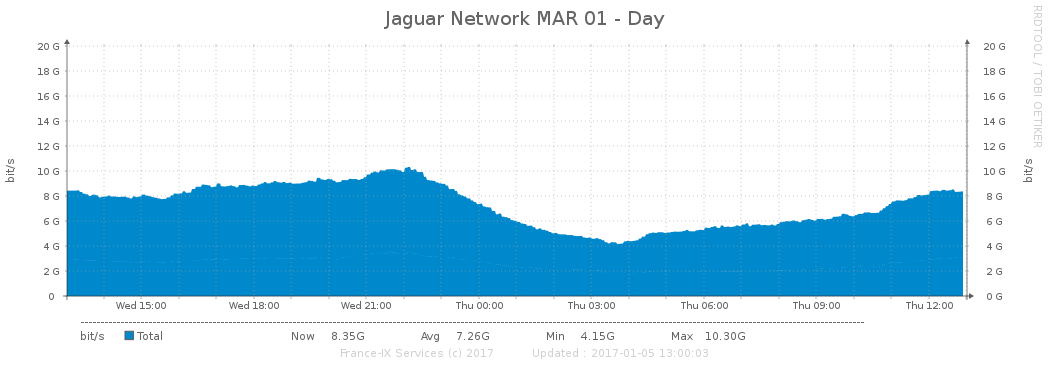 Jaguar Network MAR 01 - Day
RRDTOOL / TOBI OETIKER
20 G 20 G
18 G 18 G
16 G 16 G
14 G 14 G
12 G 12 G
10 G 10 G
8 G 8 G
6 G 6 G
4 G 4 G
2 G 2 G
0 0 G
bit/s
bit/s
Wed 15:00 Wed 18:00 Wed 21:00 Thu 00:00 Thu 03:00 Thu 06:00 Thu 09:00 Thu 12:00
bit/s Total Now 8.35G Avg 7.26G Min 4.15G Max 10.30G
France-IX Services (c) 2017 Updated : 2017-01-05 13:00:03